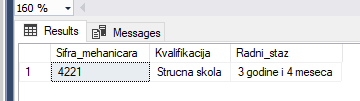 160 %
Results Messages
Sifra_mehanicara Kvalifikacija Radni_staz
1 4221 Strucna skola 3 godine i 4 meseca